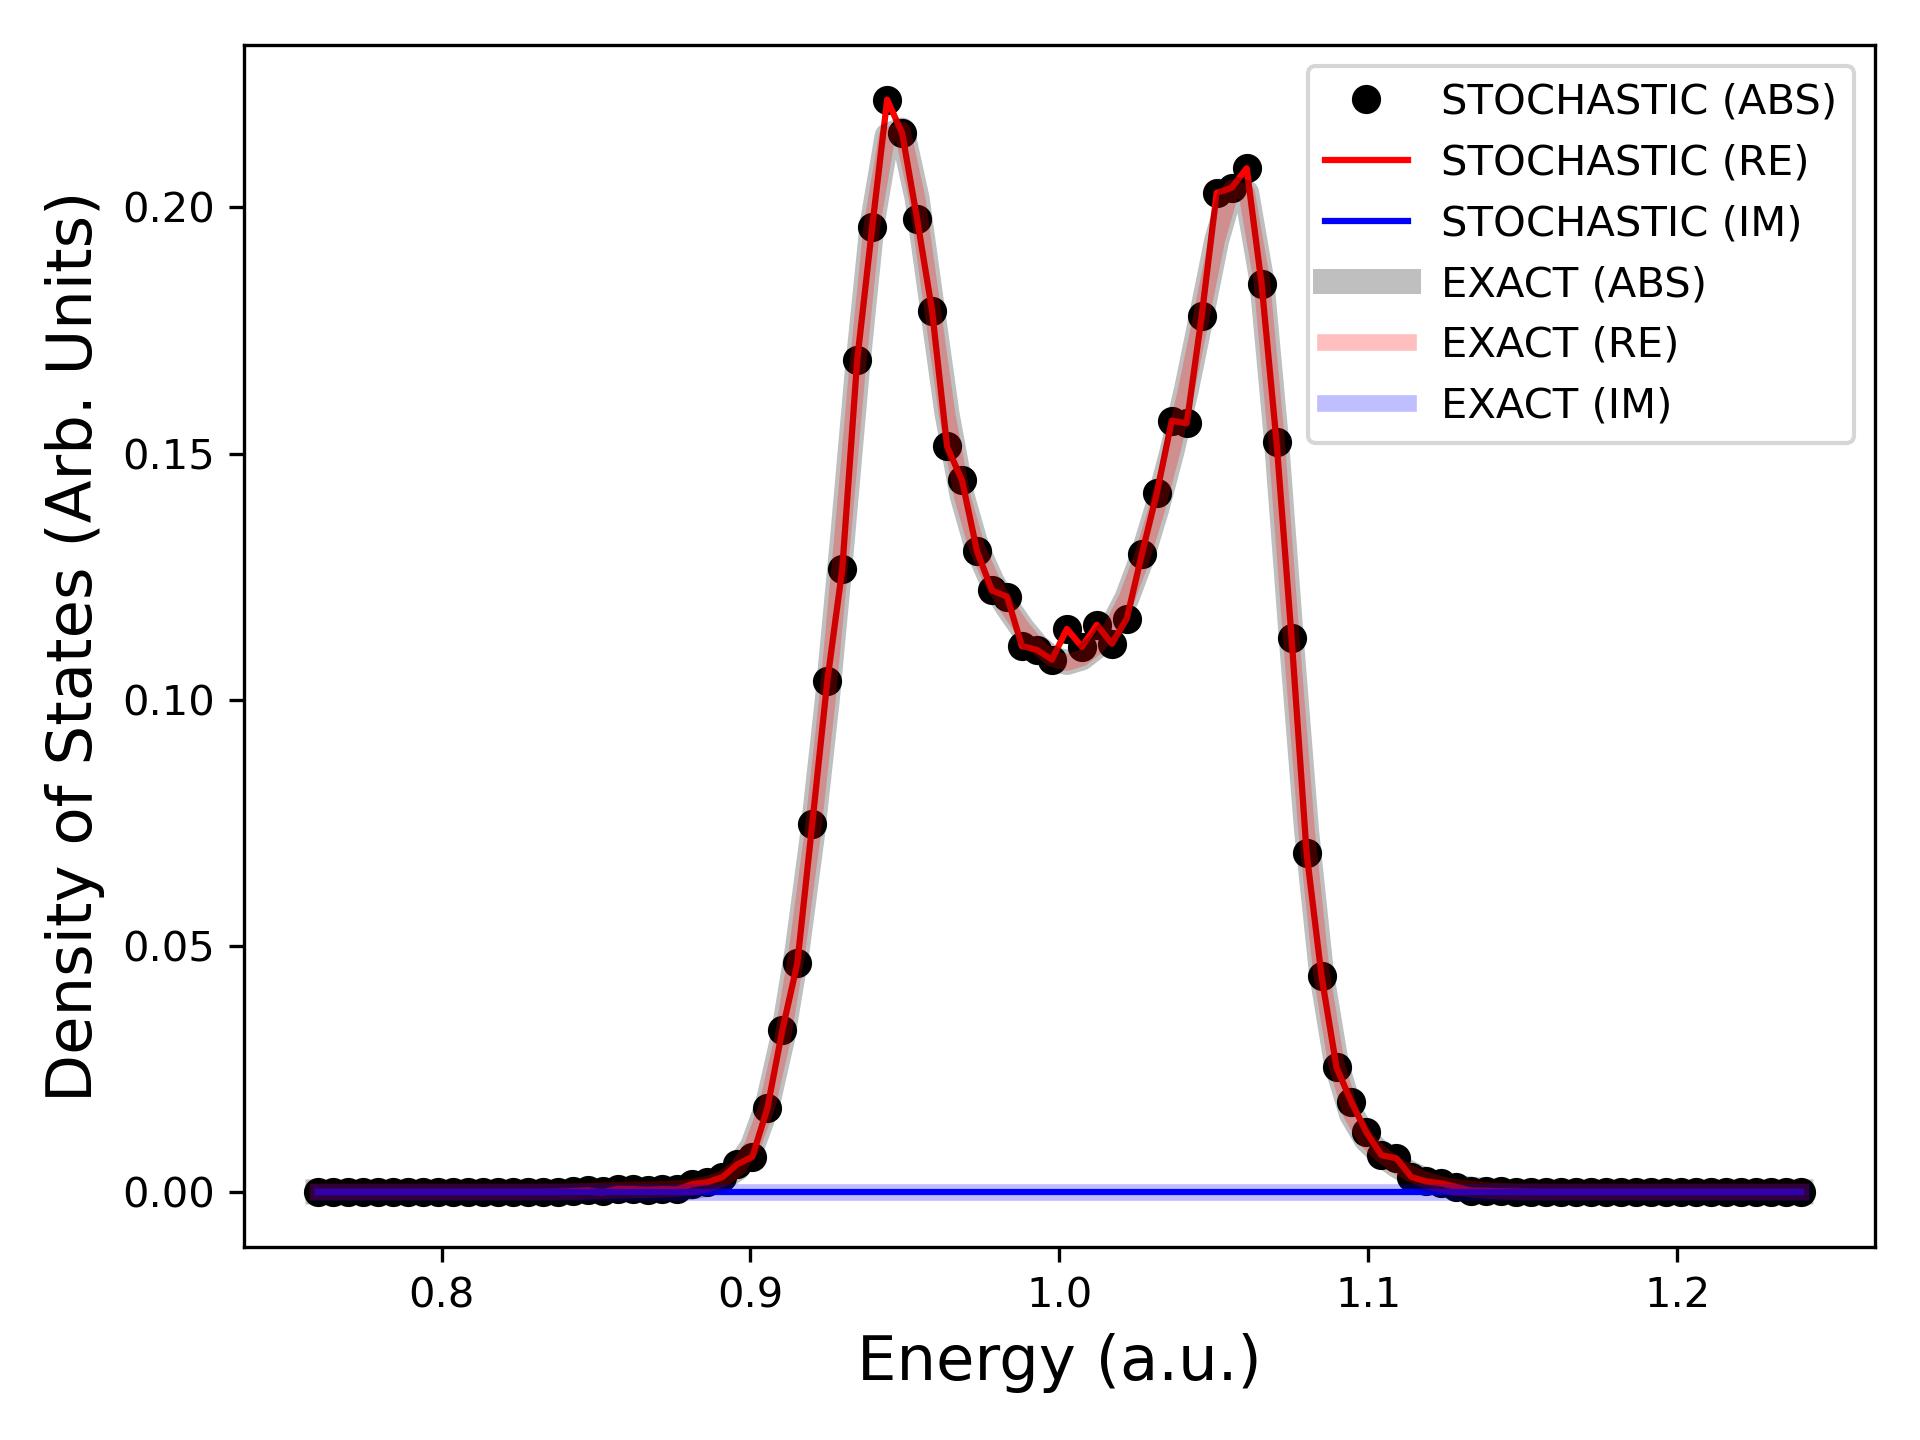 STOCHASTIC (ABS)
STOCHASTIC (RE)
STOCHASTIC (IM)
EXACT (ABS)
EXACT (RE)
EXACT (IM)
Density of States (Arb. Units)
0.20
0.15
0.10
0.05
0.00
0.8 0.9 1.0 1.1 1.2
Energy (a.u.)